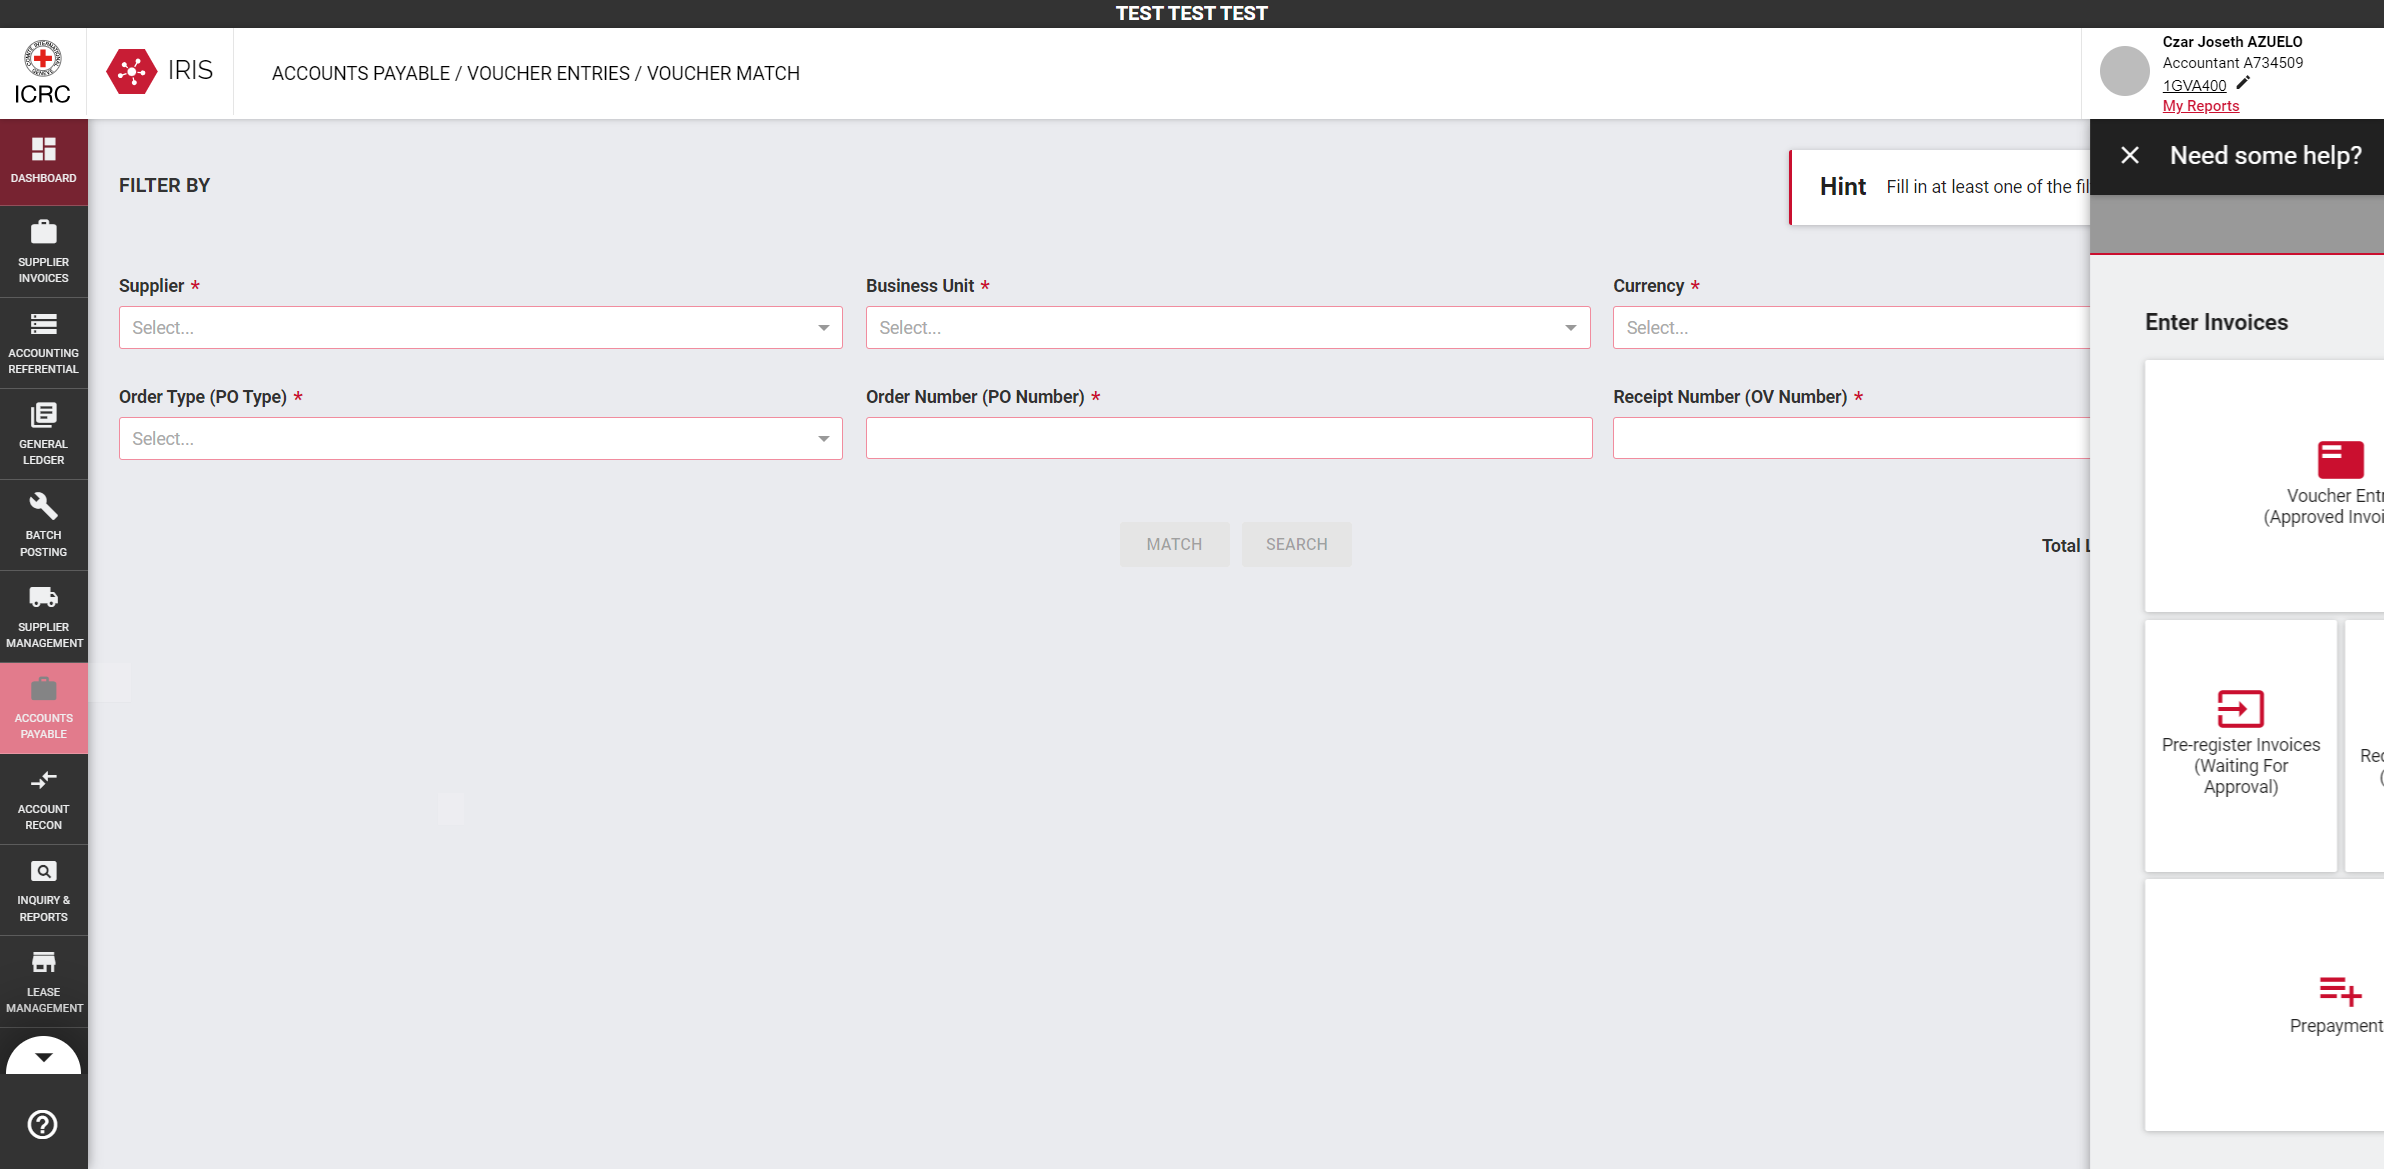 TEST TEST TEST
ICRC
IRIS
ACCOUNTS PAYABLE / VOUCHER ENTRIES / VOUCHER MATCH
Czar Joseth AZUELO
Accountant A734509
1GVA400
My Reports
DASHBOARD
SUPPLIER
INVOICES
ACCOUNTING
REFERENTIAL
GENERAL
LEDGER
BATCH
POSTING
SUPPLIER
MANAGEMENT
ACCOUNTS
PAYABLE
ACCOUNT
RECON
INQUIRY &
REPORTS
LEASE
MANAGEMENT
FILTER BY
Hint Fill in at least one of the fil
Supplier *
Select...
Business Unit *
Select...
Currency *
Select...
Order Type (PO Type) *
Select...
Order Number (PO Number) *
Receipt Number (OV Number) *
MATCH
SEARCH
Total L
Need some help?
Enter Invoices
Voucher Entr
(Approved Invoi
Pre-register Invoices
(Waiting For
Approval)
Rec
(
Prepayment